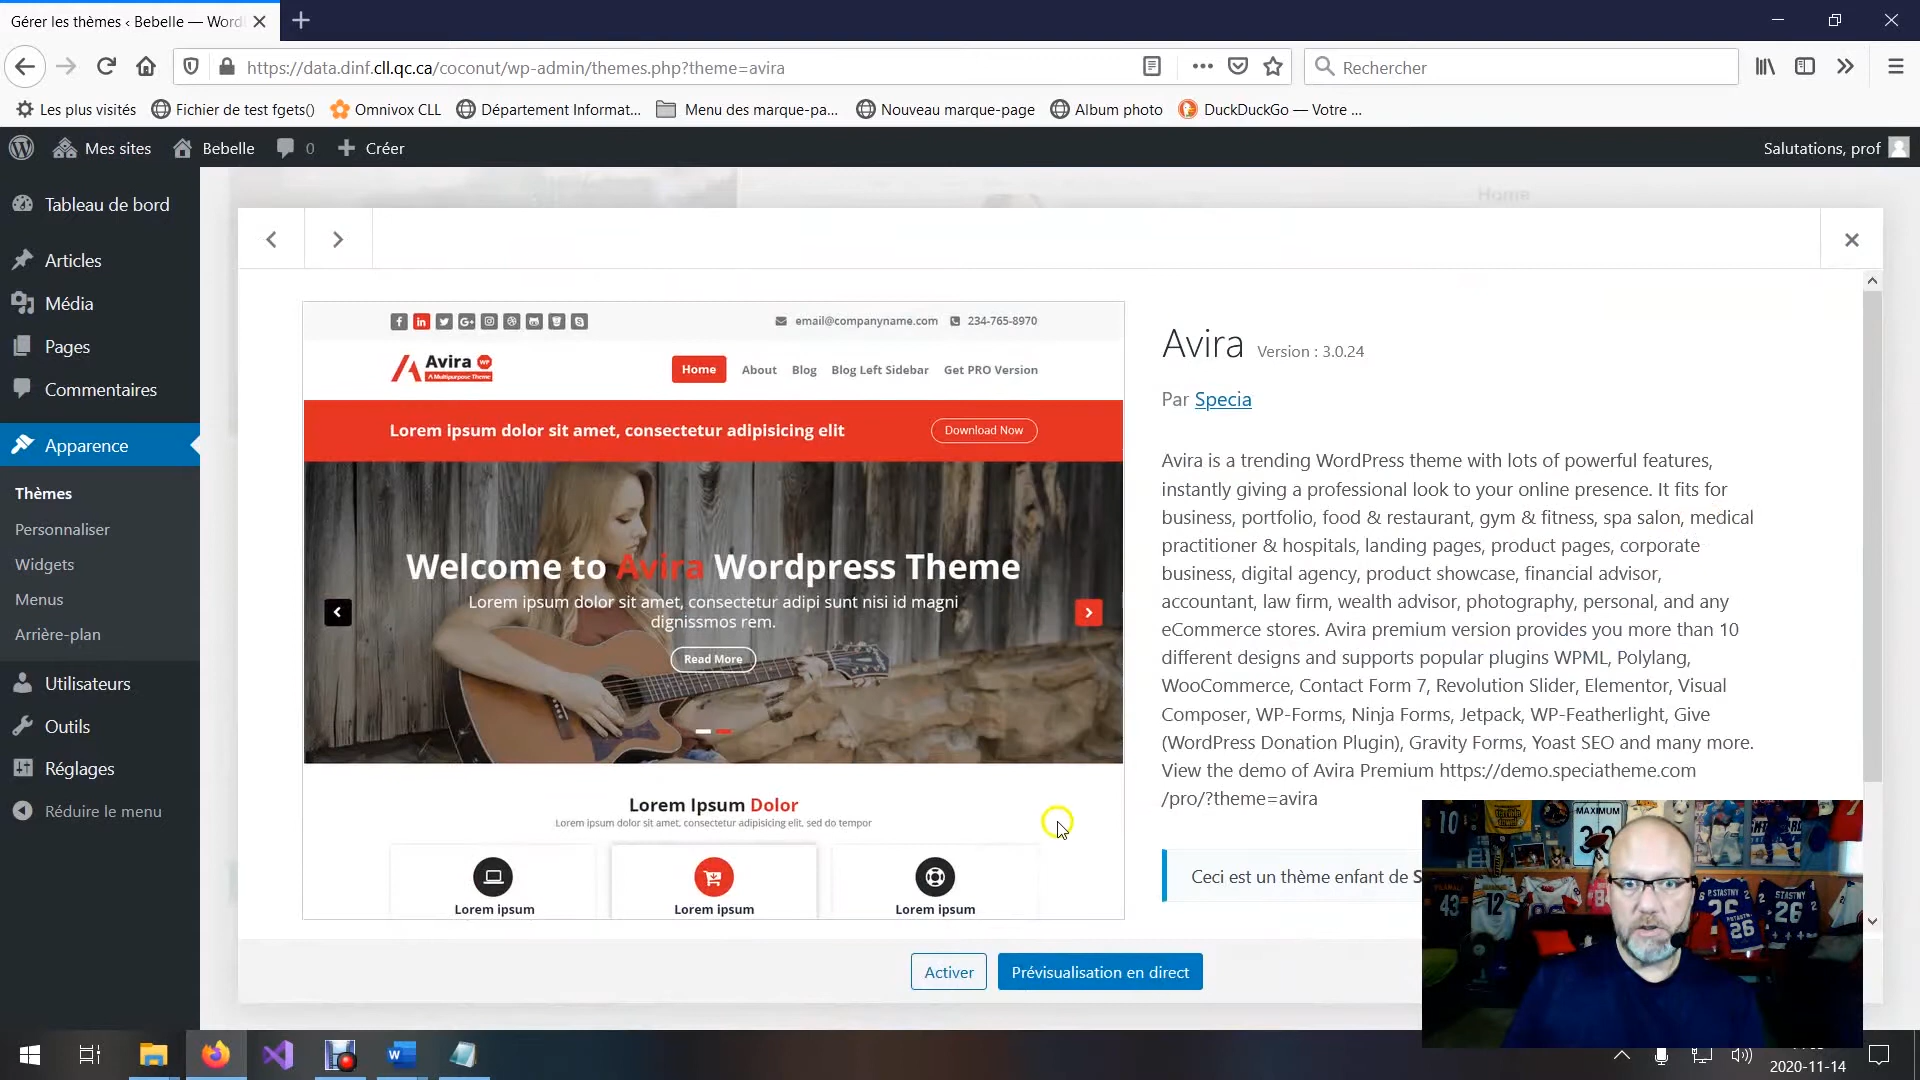 Gérer les thèmes ‹ Bebelle — Word
https://data.dinf.cll.qc.ca/coconut/wp-admin/themes.php?theme=avira
Rechercher
Les plus visités
Fichier de test fgets()
Omnivox CLL
Département Informat...
Menu des marque-pa...
Nouveau marque-page
Album photo
DuckDuckGo — Votre ...
Mes sites
Bebelle
0
Créer
Salutations, prof
Home
Tableau de bord
Articles
Média
Pages
Commentaires
Apparence
Thèmes
Personnaliser
Widgets
Menus
Arrière-plan
Utilisateurs
Outils
Réglages
Réduire le menu
email@companyname.com
234-765-8970
Avira WP
A Multipurpose Theme
Home
About
Blog
Blog Left Sidebar
Get PRO Version
Lorem ipsum dolor sit amet, consectetur adipisicing elit
Download Now
Welcome to Avira Wordpress Theme
Lorem ipsum dolor sit amet, consectetur adipi sunt nisi id magni
dignissmos rem.
Read More
Lorem Ipsum Dolor
Lorem ipsum dolor sit amet, consectetur adipisicing elit, sed do tempor
Lorem ipsum
Lorem ipsum
Lorem ipsum
Avira
Version : 3.0.24
Par Specia
Avira is a trending WordPress theme with lots of powerful features,
instantly giving a professional look to your online presence. It fits for
business, portfolio, food & restaurant, gym & fitness, spa salon, medical
practitioner & hospitals, landing pages, product pages, corporate
business, digital agency, product showcase, financial advisor,
accountant, law firm, wealth advisor, photography, personal, and any
eCommerce stores. Avira premium version provides you more than 10
different designs and supports popular plugins WPML, Polylang,
WooCommerce, Contact Form 7, Revolution Slider, Elementor, Visual
Composer, WP-Forms, Ninja Forms, Jetpack, WP-Featherlight, Give
(WordPress Donation Plugin), Gravity Forms, Yoast SEO and many more.
View the demo of Avira Premium https://demo.speciatheme.com
/pro/?theme=avira
Ceci est un thème enfant de S
Activer
Prévisualisation en direct
MAXIMUM
10
43
12
P. STASTNY
26
26
STASTNY
26
2020-11-14